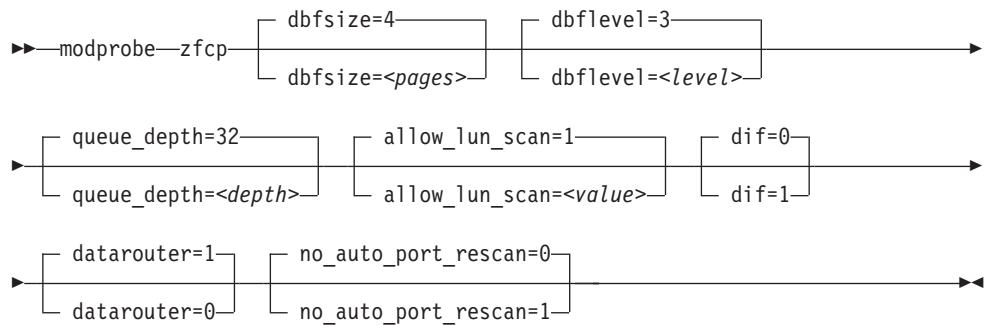 dbfsize=4 dbflevel=3
modprobe zfcp
dbfsize=<pages> dbflevel=<level>
queue_depth=32 allow_lun_scan=1 dif=0
queue_depth=<depth> allow_lun_scan=<value> dif=1
datarouter=1 no_auto_port_rescan=0
datarouter=0 no_auto_port_rescan=1